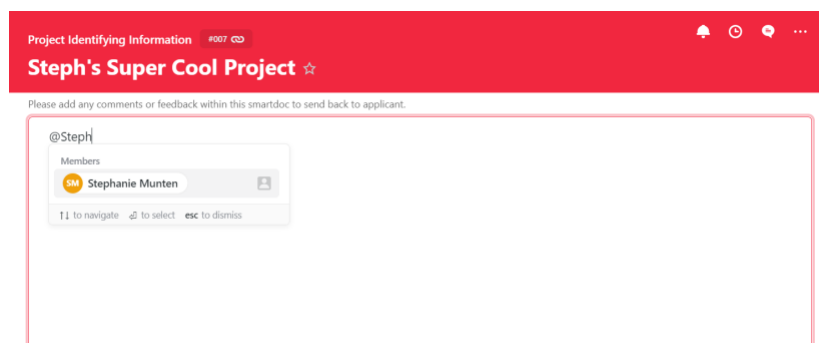 Project Identifying Information #007
Steph's Super Cool Project
Please add any comments or feedback within this smartdoc to send back to applicant.
@Steph
Members
SM Stephanie Munten
↑↓ to navigate ⏎ to select esc to dismiss